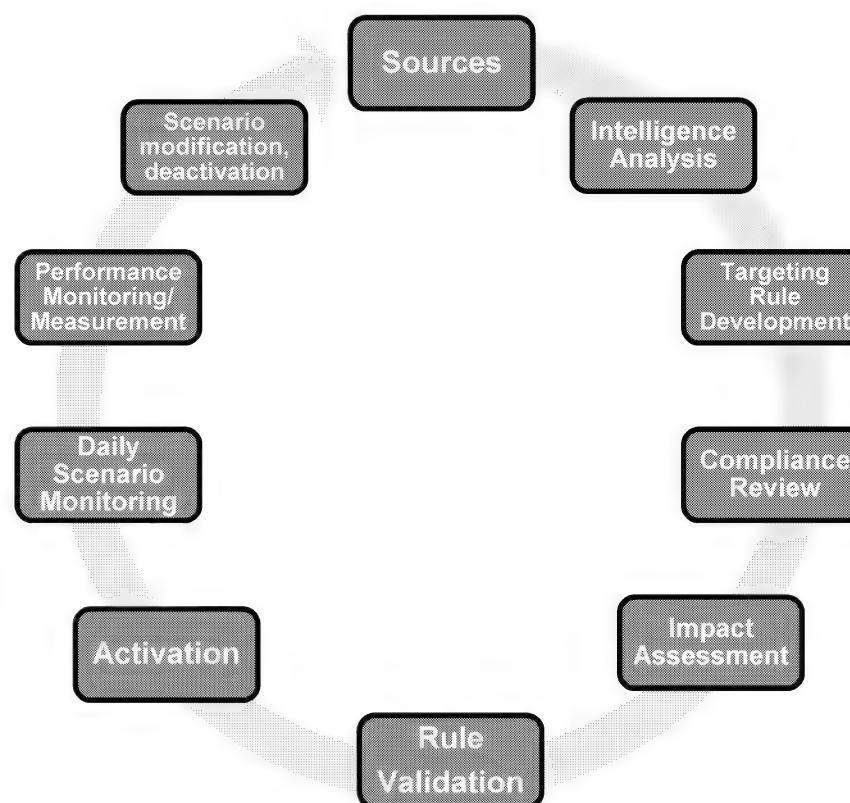 Sources
Intelligence
Analysis
Targeting
Rule
Development
Compliance
Review
Impact
Assessment
Rule
Validation
Activation
Daily
Scenario
Monitoring
Performance
Monitoring/
Measurement
Scenario
modification,
deactivation